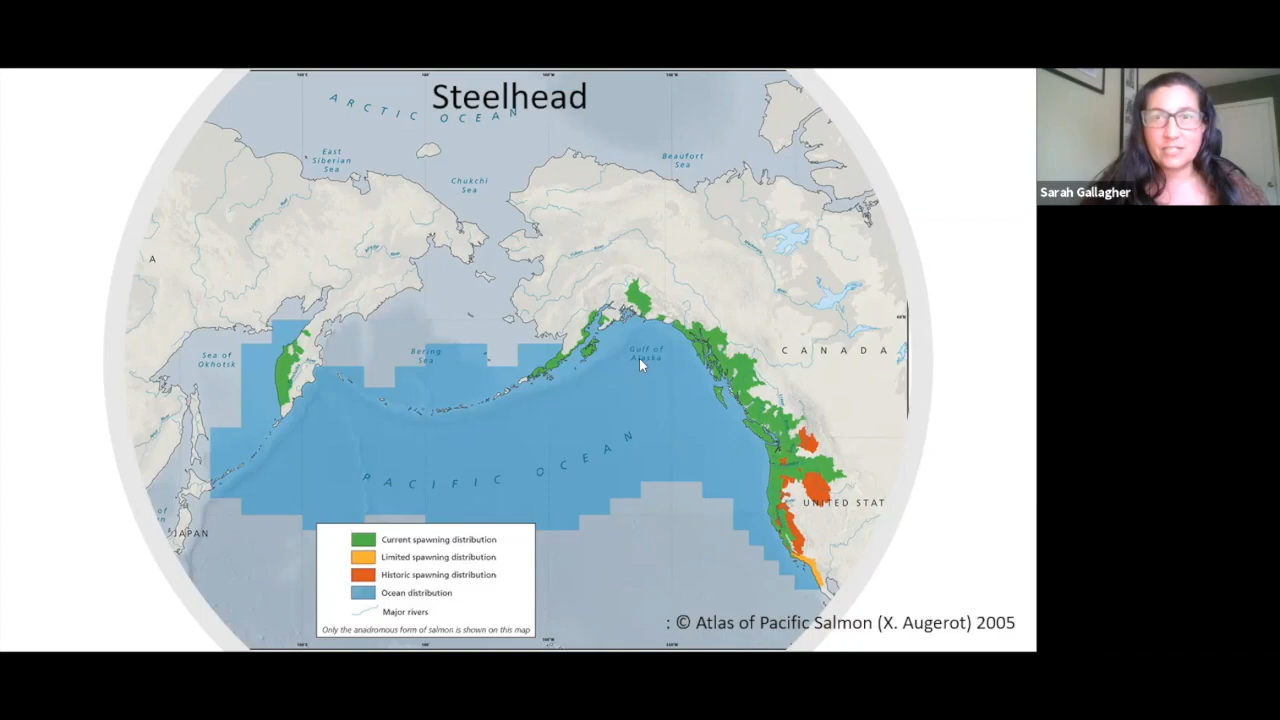 Steelhead
ARCTIC OCEAN
East
Siberian
Sea
Beaufort
Sea
Chukchi
Sea
Sarah Gallagher
A
Sea of
Okhotsk
Bering
Sea
Gulf of
Alaska
CANADA
PACIFIC OCEAN
UNITED STAT
JAPAN
Current spawning distribution
Limited spawning distribution
Historic spawning distribution
Ocean distribution
Major rivers
Only the anadromous form of salmon is shown on this map
: © Atlas of Pacific Salmon (X. Augerot) 2005